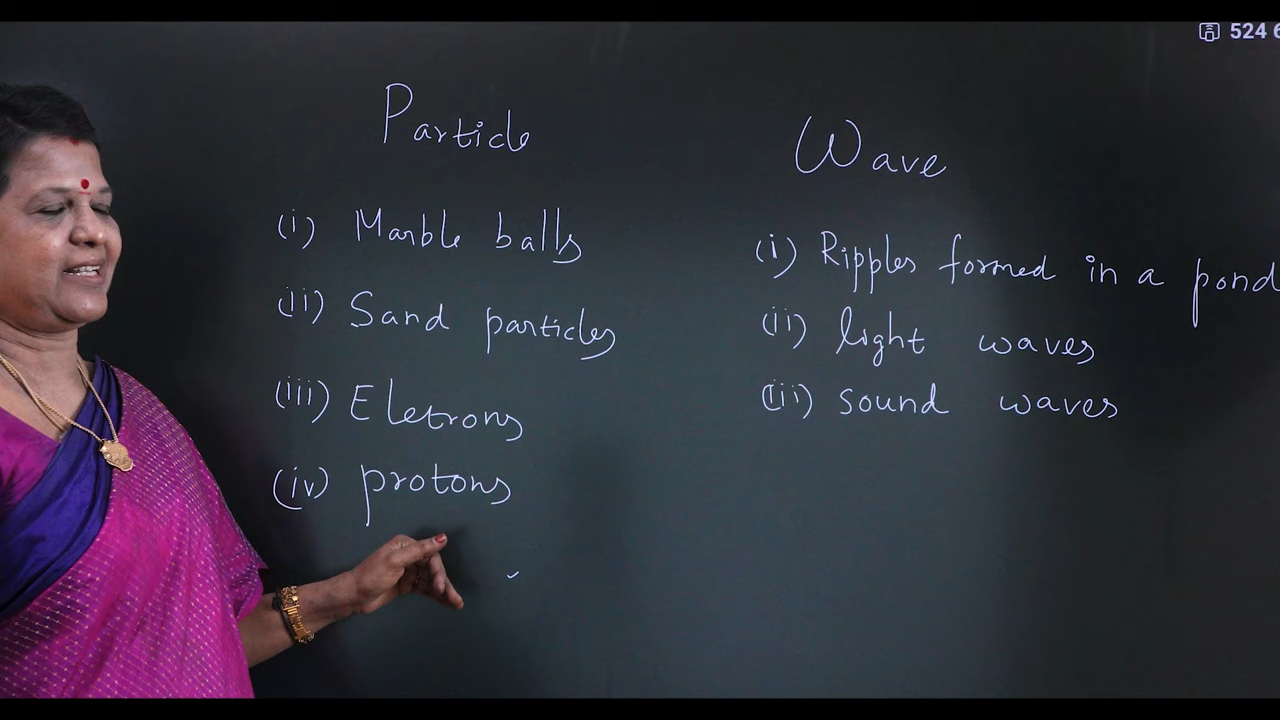 524 6
Particle
(i) Marble balls
(ii) Sand particles
(iii) Eletrons
(iv) protons
Wave
(i) Ripples formed in a pond
(ii) light waves
(iii) sound waves